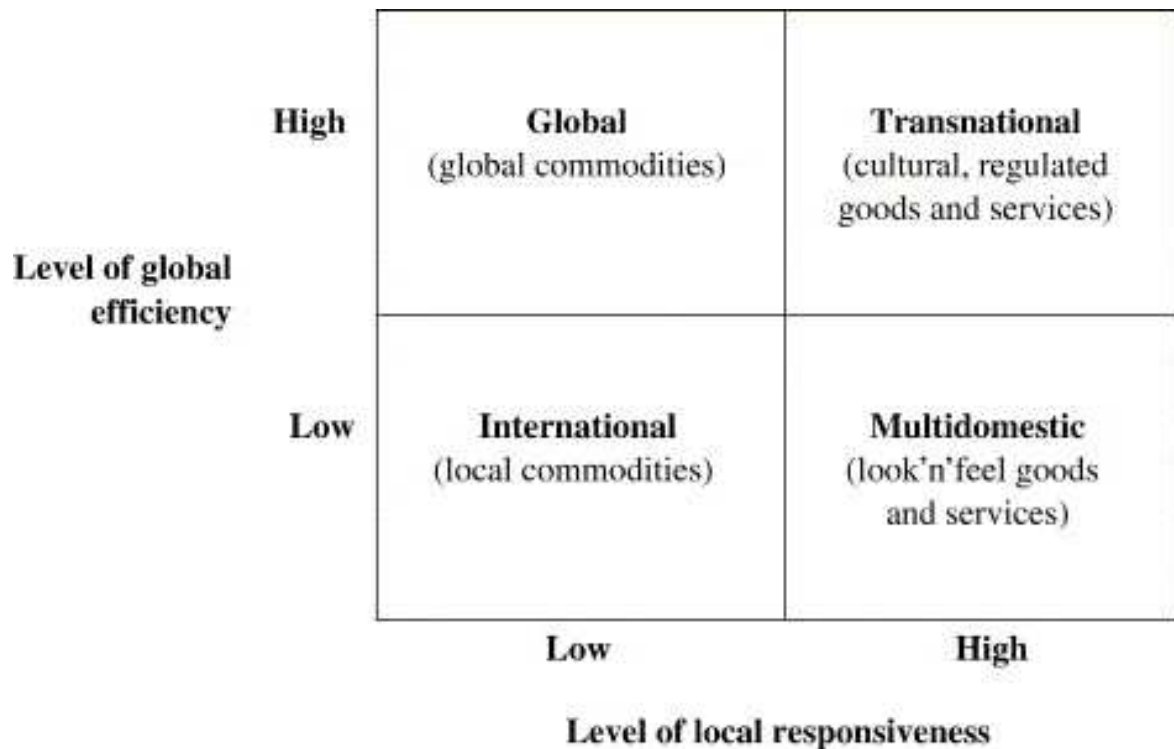 High
Global
(global commodities)
Transnational
(cultural, regulated
goods and services)
Level of global
efficiency
Low
International
(local commodities)
Multidomestic
(look'n'feel goods
and services)
Low
High
Level of local responsiveness